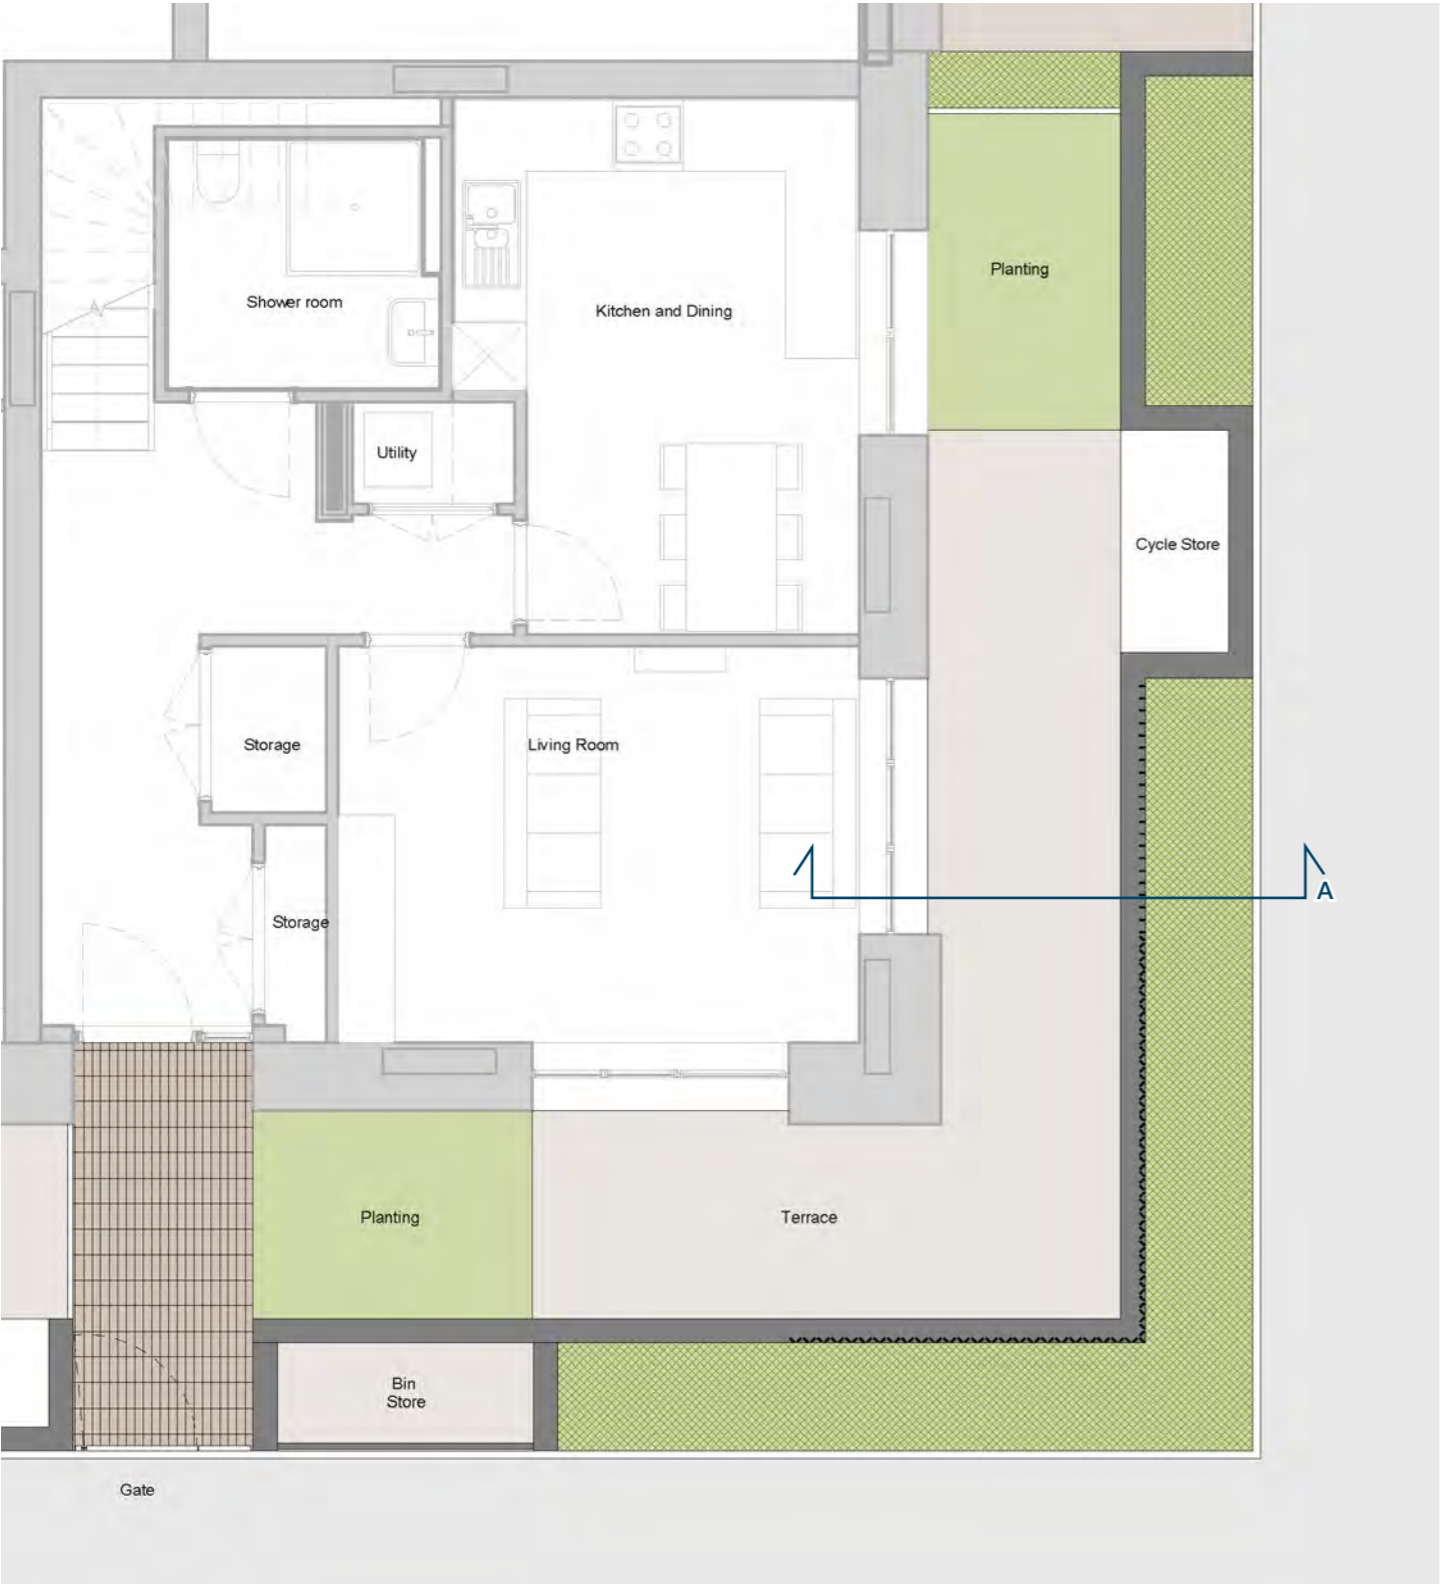 Planting
Shower room
Kitchen and Dining
Utility
Cycle Store
Storage
Living Room
A
Storage
Planting
Terrace
Bin
Store
Gate